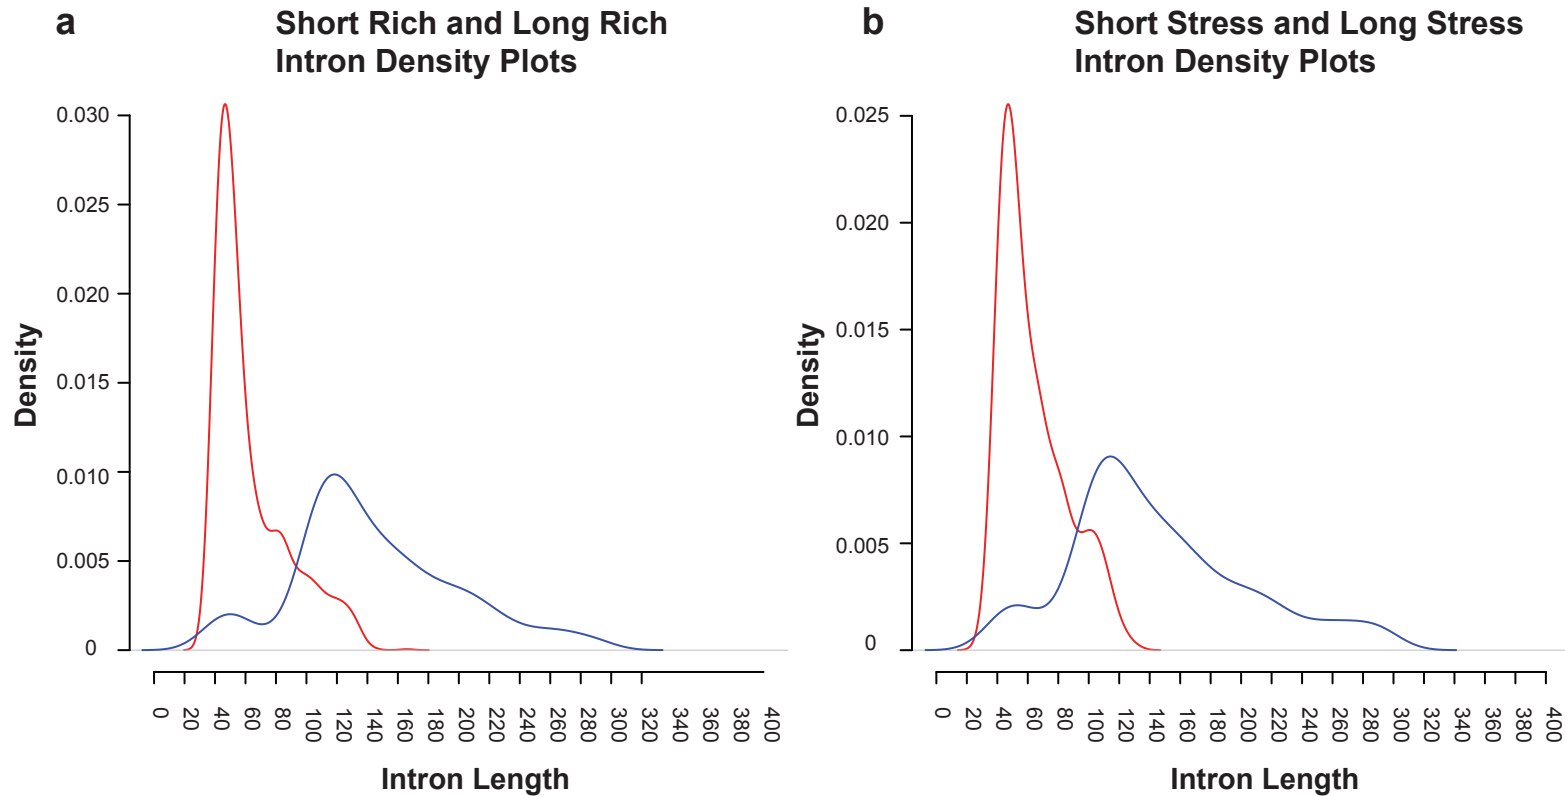 a
Short Rich and Long Rich
Intron Density Plots
0.030
0.025
0.020
0.015
0.010
0.005
0
Density
0 20 40 60 80 100 120 140 160 180 200 220 240 260 280 300 320 340 360 380 400
Intron Length
b
Short Stress and Long Stress
Intron Density Plots
0.025
0.020
0.015
0.010
0.005
0
Density
0 20 40 60 80 100 120 140 160 180 200 220 240 260 280 300 320 340 360 380 400
Intron Length